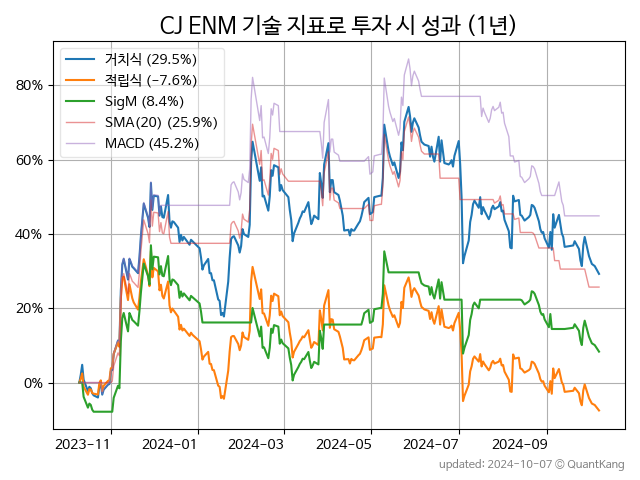 CJ ENM 기술 지표로 투자 시 성과 (1년)
거치식 (29.5%)
적립식 (−7.6%)
SigM (8.4%)
SMA(20) (25.9%)
MACD (45.2%)
80%
60%
40%
20%
0%
2023-11 2024-01 2024-03 2024-05 2024-07 2024-09
updated: 2024-10-07 © QuantKang